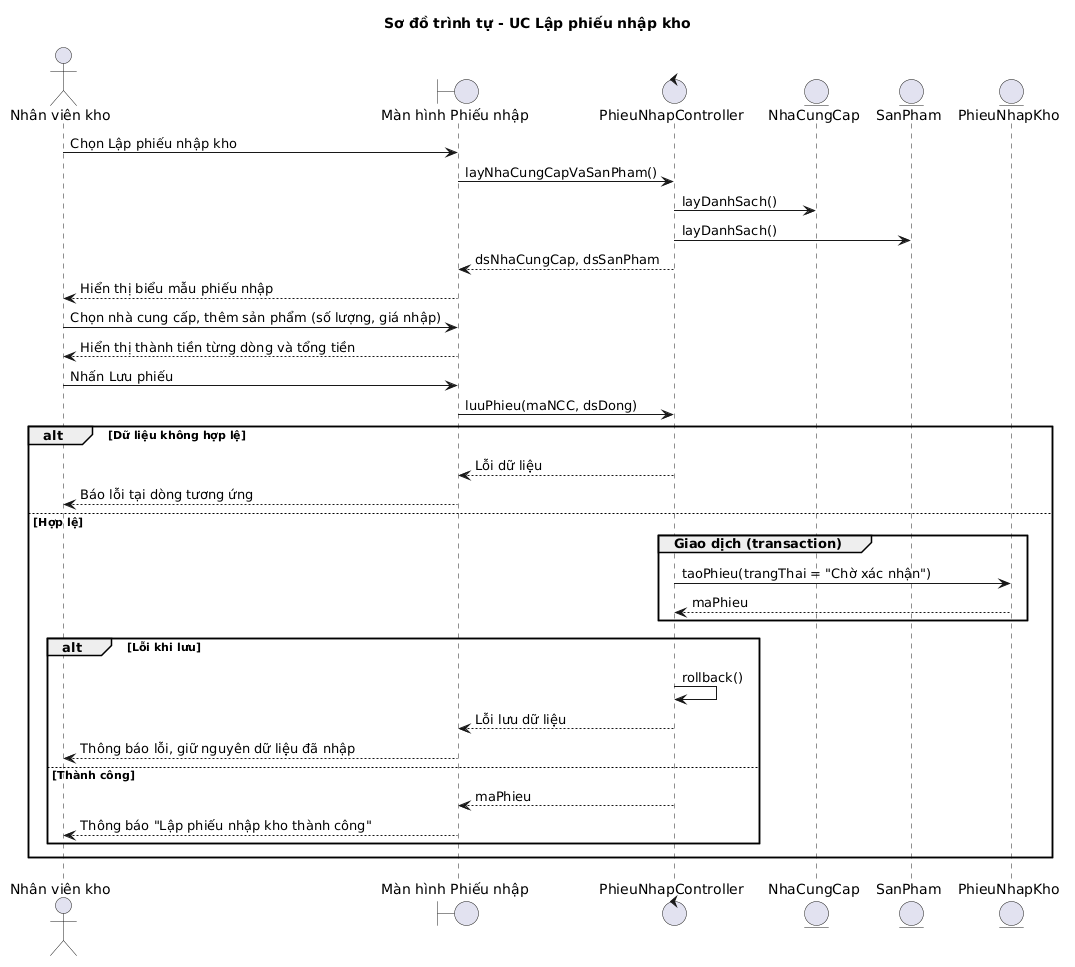 Sơ đồ trình tự - UC Lập phiếu nhập kho
Nhân viên kho
Màn hình Phiếu nhập
PhieuNhapController
NhaCungCap
SanPham
PhieuNhapKho
Chọn Lập phiếu nhập kho
layNhaCungCapVaSanPham()
layDanhSach()
layDanhSach()
dsNhaCungCap, dsSanPham
Hiển thị biểu mẫu phiếu nhập
Chọn nhà cung cấp, thêm sản phẩm (số lượng, giá nhập)
Hiển thị thành tiền từng dòng và tổng tiền
Nhấn Lưu phiếu
luuPhieu(maNCC, dsDong)
alt [Dữ liệu không hợp lệ]
Lỗi dữ liệu
Báo lỗi tại dòng tương ứng
[Hợp lệ]
Giao dịch (transaction)
taoPhieu(trangThai = "Chờ xác nhận")
maPhieu
alt [Lỗi khi lưu]
rollback()
Lỗi lưu dữ liệu
Thông báo lỗi, giữ nguyên dữ liệu đã nhập
[Thành công]
maPhieu
Thông báo "Lập phiếu nhập kho thành công"
Nhân viên kho
Màn hình Phiếu nhập
PhieuNhapController
NhaCungCap
SanPham
PhieuNhapKho